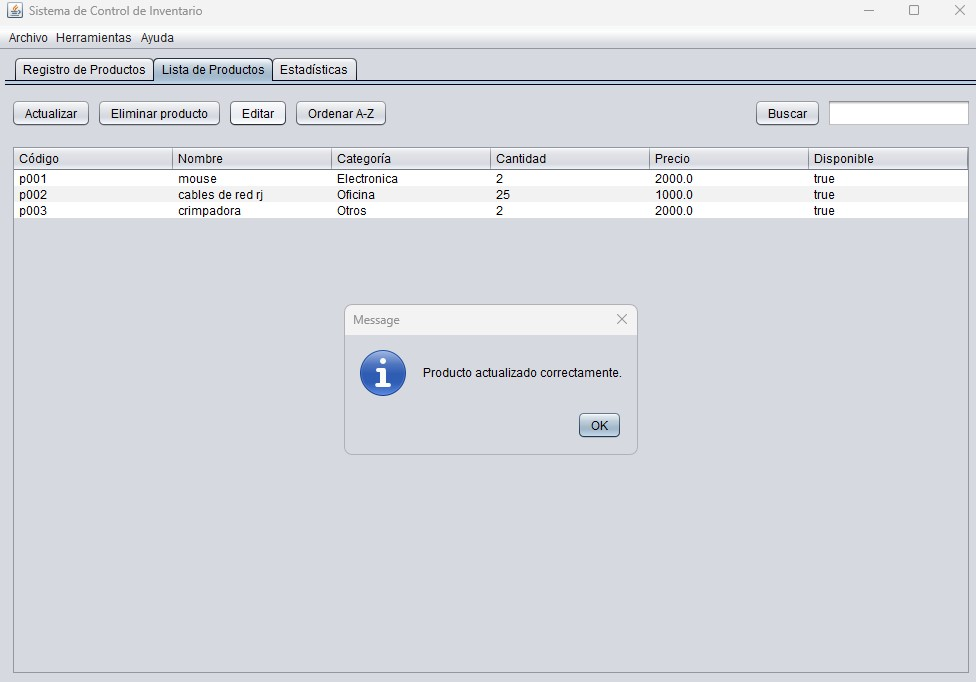 Sistema de Control de Inventario
Archivo Herramientas Ayuda
Registro de Productos Lista de Productos Estadísticas
Actualizar Eliminar producto Editar Ordenar A-Z Buscar
Código Nombre Categoría Cantidad Precio Disponible
p001 mouse Electronica 2 2000.0 true
p002 cables de red rj Oficina 25 1000.0 true
p003 crimpadora Otros 2 2000.0 true
Message
Producto actualizado correctamente.
OK